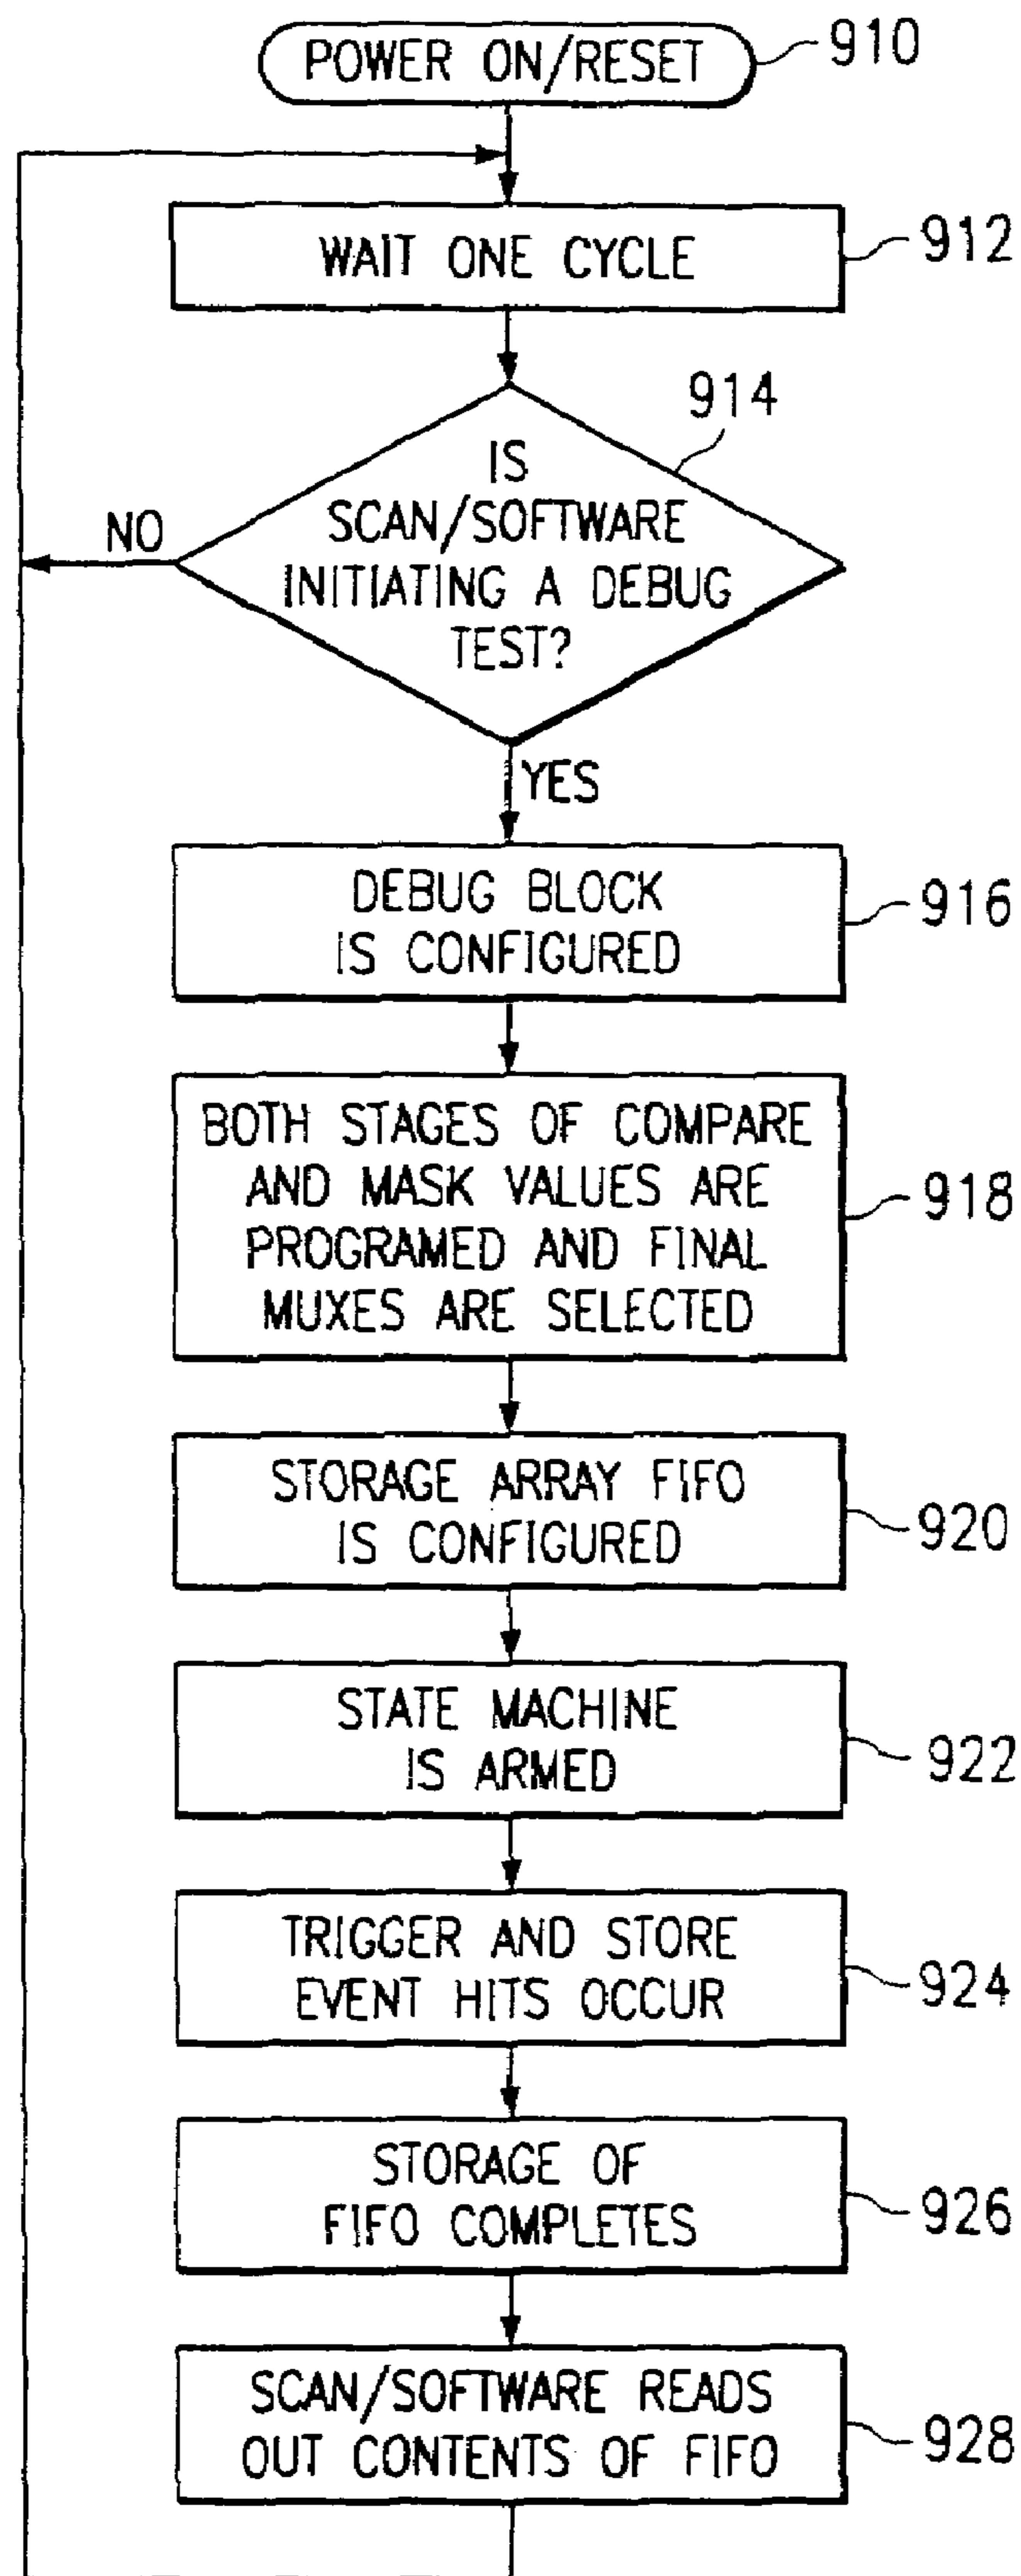 POWER ON/RESET
910
WAIT ONE CYCLE
912
914
IS
SCAN/SOFTWARE
INITIATING A DEBUG
TEST?
NO
YES
DEBUG BLOCK
IS CONFIGURED
916
BOTH STAGES OF COMPARE
AND MASK VALUES ARE
PROGRAMED AND FINAL
MUXES ARE SELECTED
918
STORAGE ARRAY FIFO
IS CONFIGURED
920
STATE MACHINE
IS ARMED
922
TRIGGER AND STORE
EVENT HITS OCCUR
924
STORAGE OF
FIFO COMPLETES
926
SCAN/SOFTWARE READS
OUT CONTENTS OF FIFO
928